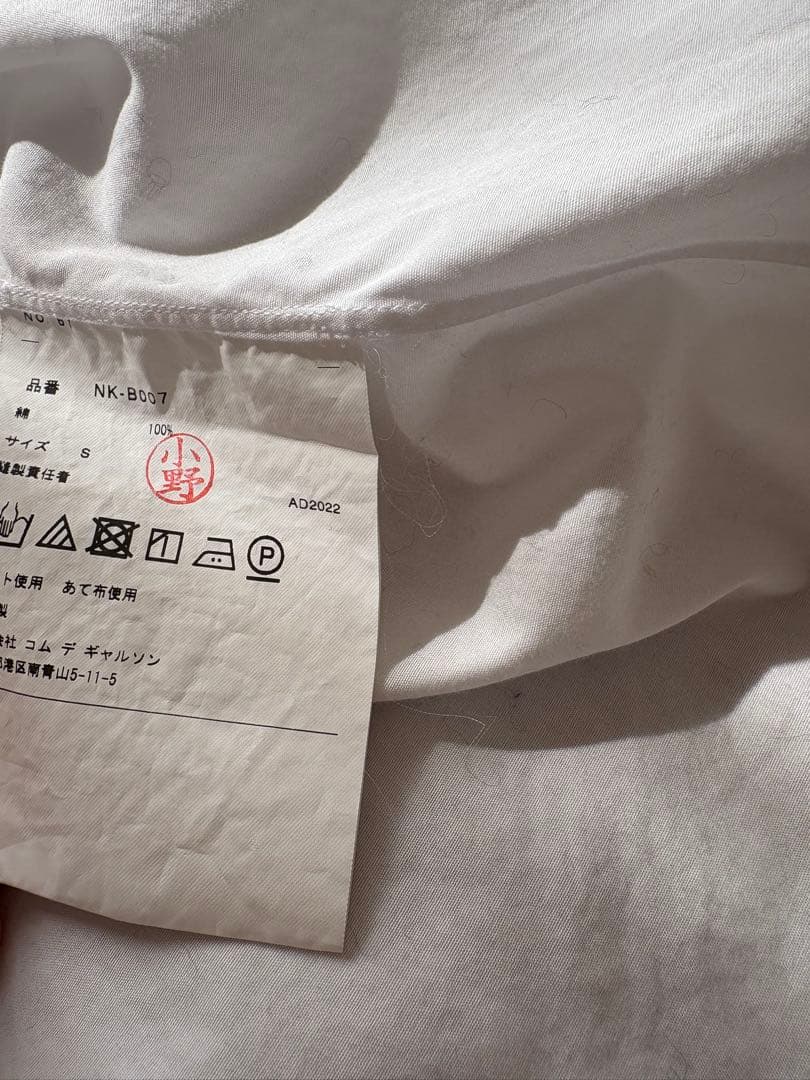 品番 NK-B007
綿 100%
サイズ S
縫製責任者 小野
AD2022
P
ト使用 あて布使用
製
会社 コム デ ギャルソン
港区南青山5-11-5